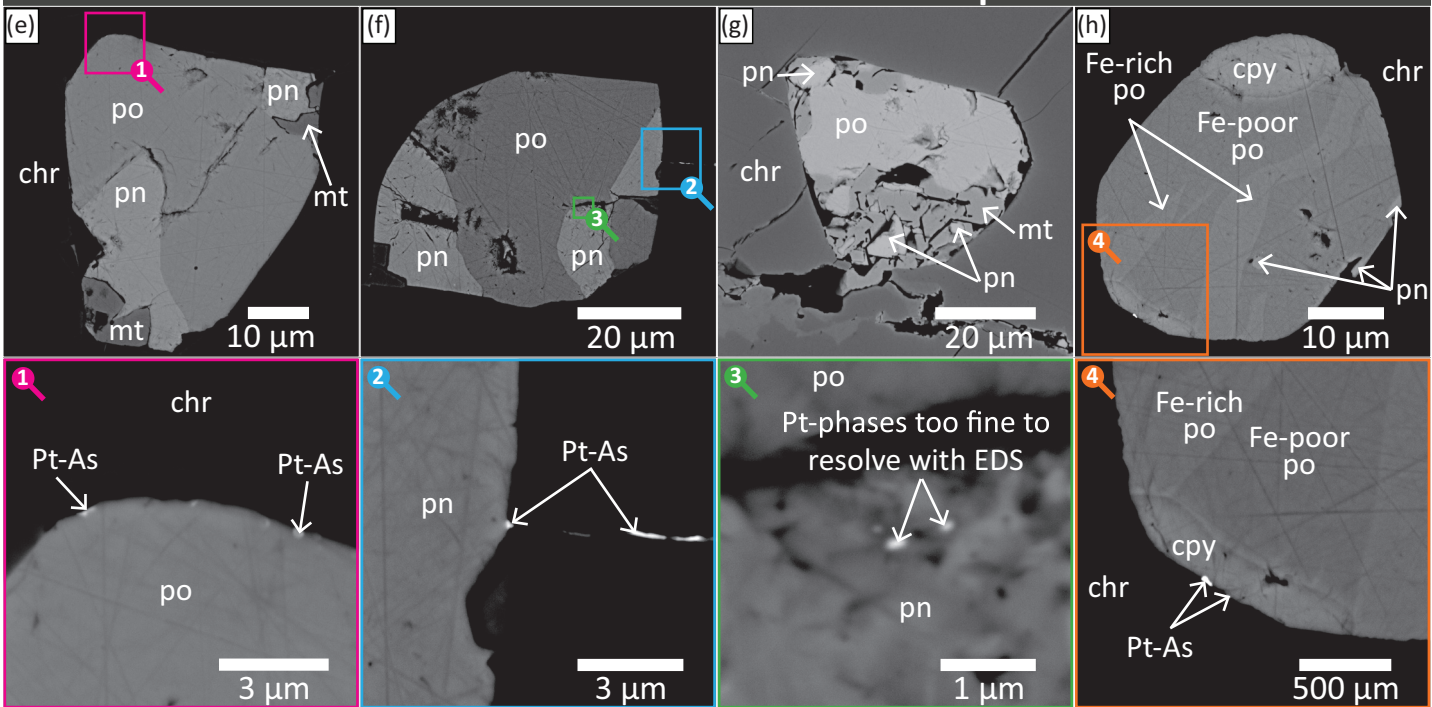 (e)
1
po
pn
chr
pn
mt
mt
10 µm
(f)
po
2
3
pn
pn
20 µm
(g)
pn
po
chr
mt
pn
20 µm
(h)
Fe-rich
po
cpy
chr
Fe-poor
po
4
pn
10 µm
1
chr
Pt-As
Pt-As
po
3 µm
2
Pt-As
pn
3 µm
3
po
Pt-phases too fine to
resolve with EDS
pn
1 µm
4
Fe-rich
po
Fe-poor
po
cpy
chr
Pt-As
500 µm